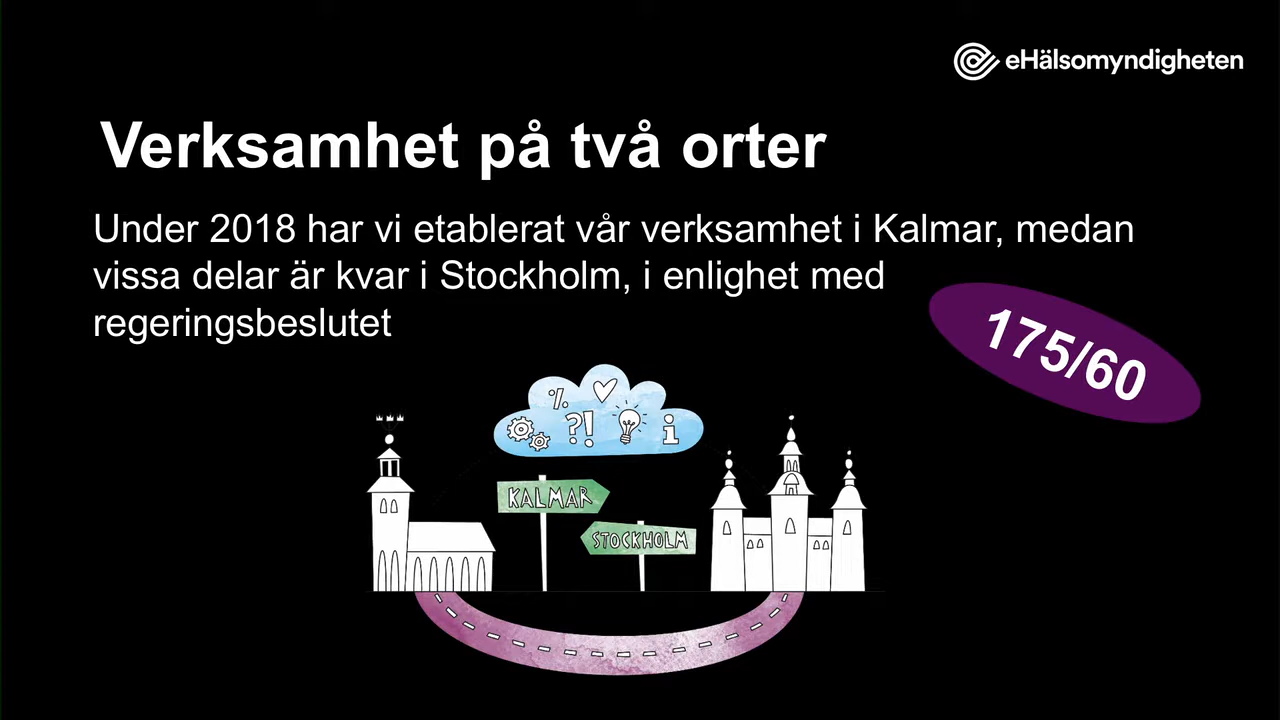 eHälsomyndigheten
Verksamhet på två orter
Under 2018 har vi etablerat vår verksamhet i Kalmar, medan
vissa delar är kvar i Stockholm, i enlighet med
regeringsbeslutet
175/60
% ?! i
KALMAR
STOCKHOLM